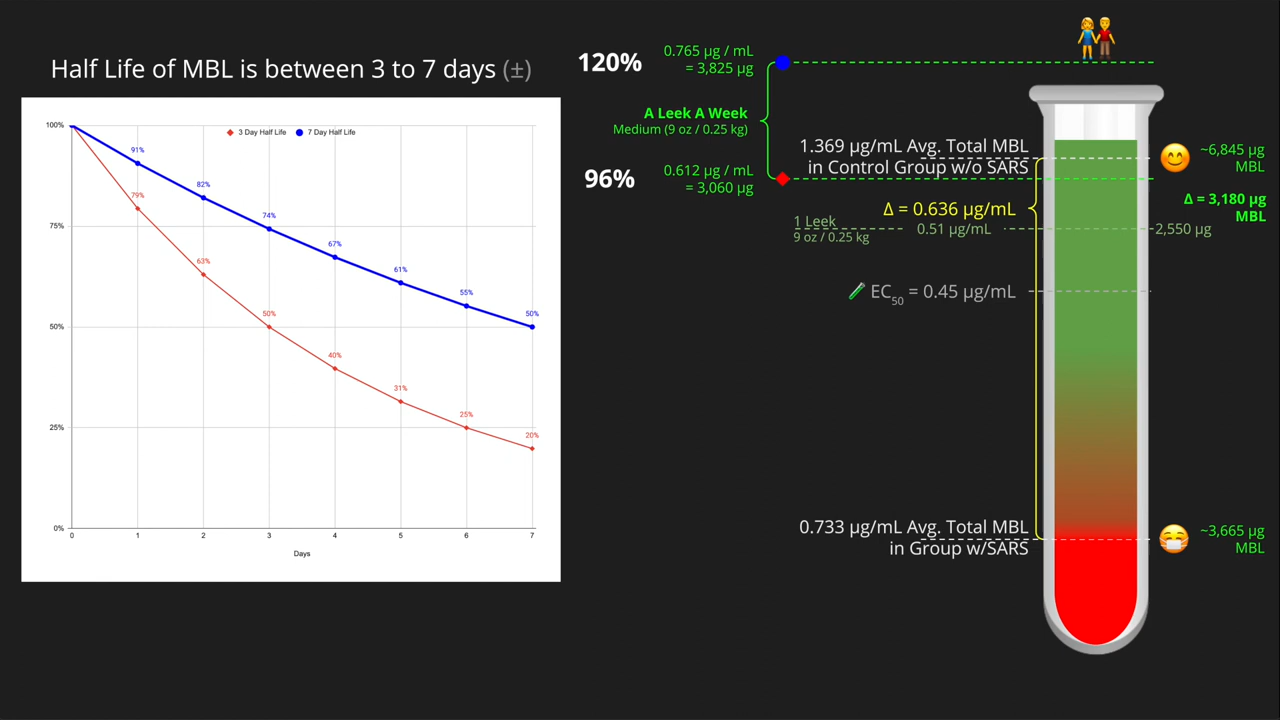 Half Life of MBL is between 3 to 7 days (±)
3 Day Half Life
7 Day Half Life
100%
75%
50%
25%
0%
91%
82%
74%
67%
61%
55%
50%
79%
63%
50%
40%
31%
25%
20%
0
1
2
3
4
5
6
7
Days
120%
0.765 µg / mL
= 3,825 µg
A Leek A Week
Medium (9 oz / 0.25 kg)
96%
0.612 µg / mL
= 3,060 µg
1.369 µg/mL Avg. Total MBL
in Control Group w/o SARS
Δ = 0.636 µg/mL
1 Leek
9 oz / 0.25 kg
0.51 µg/mL
2,550 µg
EC50 = 0.45 µg/mL
0.733 µg/mL Avg. Total MBL
in Group w/SARS
~6,845 µg
MBL
Δ = 3,180 µg
MBL
~3,665 µg
MBL